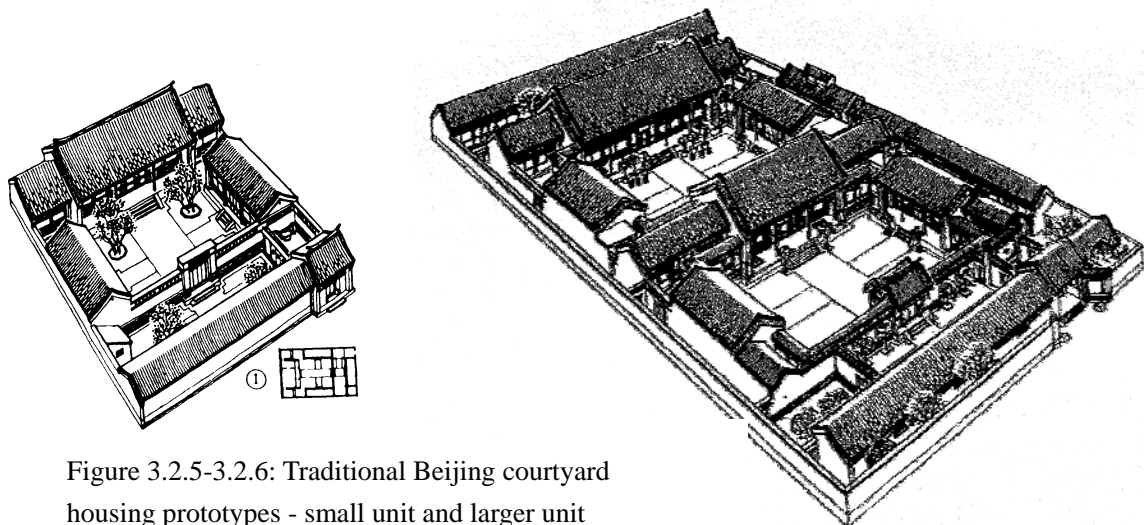 ①
Figure 3.2.5-3.2.6: Traditional Beijing courtyard
housing prototypes - small unit and larger unit